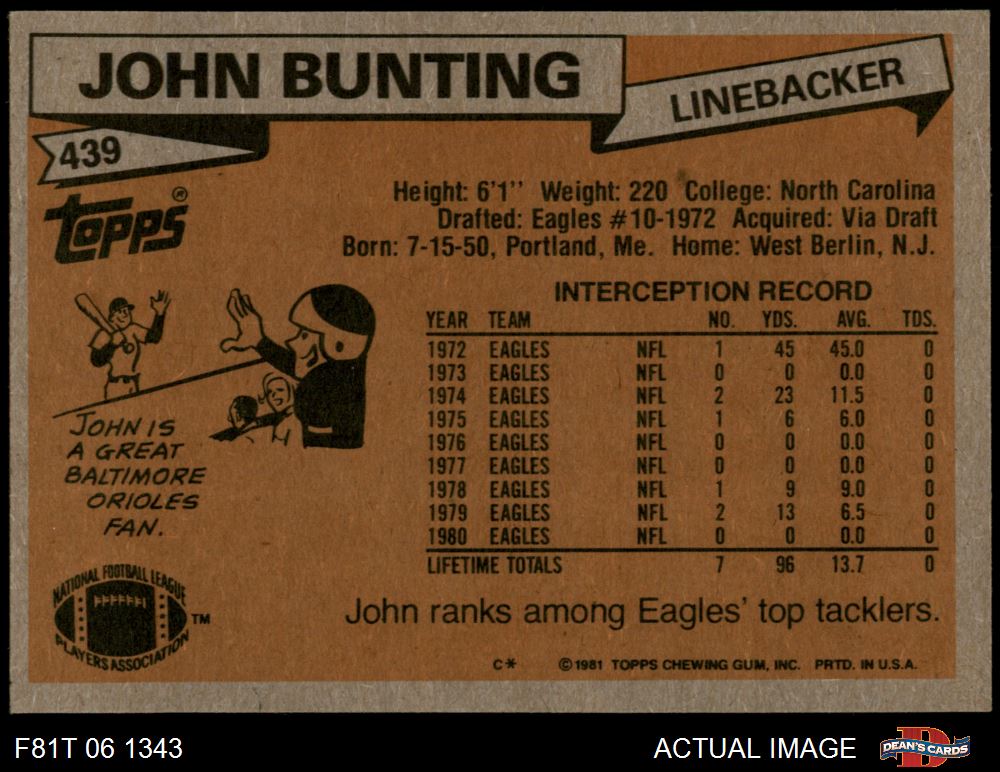 JOHN BUNTING
LINEBACKER
439
Topps®
Height: 6'1'' Weight: 220 College: North Carolina
Drafted: Eagles #10-1972 Acquired: Via Draft
Born: 7-15-50, Portland, Me. Home: West Berlin, N.J.
INTERCEPTION RECORD
YEAR TEAM NO. YDS. AVG. TDS.
1972 EAGLES NFL 1 45 45.0 0
1973 EAGLES NFL 0 0 0.0 0
1974 EAGLES NFL 2 23 11.5 0
1975 EAGLES NFL 1 6 6.0 0
1976 EAGLES NFL 0 0 0.0 0
1977 EAGLES NFL 0 0 0.0 0
1978 EAGLES NFL 1 9 9.0 0
1979 EAGLES NFL 2 13 6.5 0
1980 EAGLES NFL 0 0 0.0 0
LIFETIME TOTALS 7 96 13.7 0
JOHN IS
A GREAT
BALTIMORE
ORIOLES
FAN.
NATIONAL FOOTBALL LEAGUE
PLAYERS ASSOCIATION
TM
John ranks among Eagles' top tacklers.
C* ©1981 TOPPS CHEWING GUM, INC. PRTD. IN U.S.A.
F81T 06 1343
ACTUAL IMAGE
D
DEAN'S CARDS